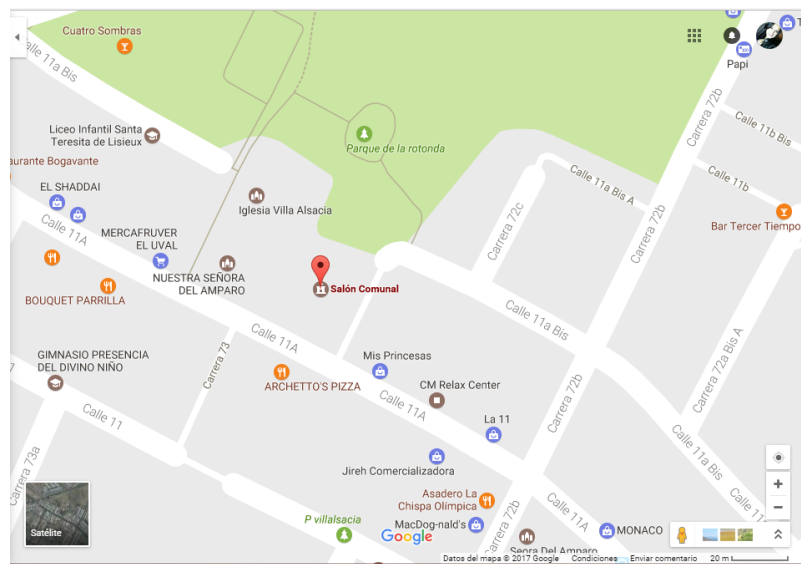 Cuatro Sombras
Calle 11a Bis
Papi
Carrera 72b
Calle 11b Bis
Liceo Infantil Santa
Teresita de Lisieux
Parque de la rotonda
aurante Bogavante
EL SHADDAI
Calle 11A
Iglesia Villa Alsacia
Calle 11a Bis A
Calle 11b
Carrera 72c
Carrera 72b
Bar Tercer Tiempo
MERCAFRUVER
EL UVAL
NUESTRA SEÑORA
DEL AMPARO
Salón Comunal
BOUQUET PARRILLA
Calle 11A
Calle 11a Bis
GIMNASIO PRESENCIA
DEL DIVINO NIÑO
Carrera 73
Mis Princesas
ARCHETTO'S PIZZA
CM Relax Center
Carrera 72b
Carrera 72a Bis A
Calle 11
Calle 11A
La 11
Calle 11a Bis
Carrera 73a
Jireh Comercializadora
Asadero La
Chispa Olímpica
Carrera 72b
Calle 11A
P villalsacia
MacDog-nald's
MONACO
Satélite
Google
Seora Del Amparo
Datos del mapa © 2017 Google Condiciones Enviar comentario 20 m